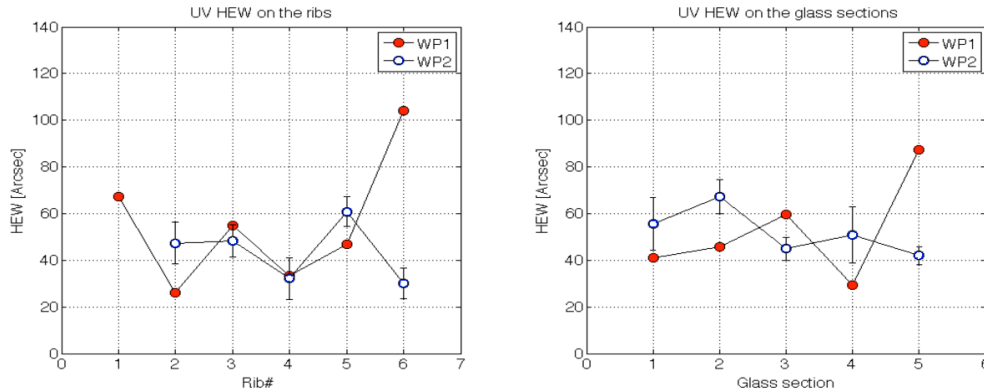 UV HEW on the ribs
140
120
100
80
60
40
20
0
HEW [Arcsec]
WP1
WP2
0 1 2 3 4 5 6 7
Rib#
UV HEW on the glass sections
140
120
100
80
60
40
20
0
HEW [Arcsec]
WP1
WP2
0 1 2 3 4 5 6
Glass section